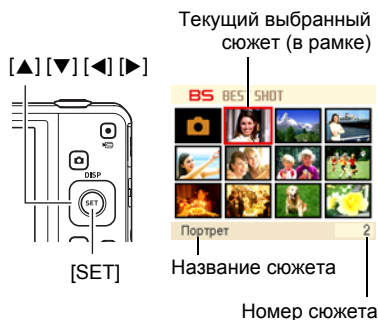 Текущий выбранный
сюжет (в рамке)
[▲] [▼] [◀] [▶]
BS BEST SHOT
DISP
SET
Портрет 2
[SET]
Название сюжета
Номер сюжета